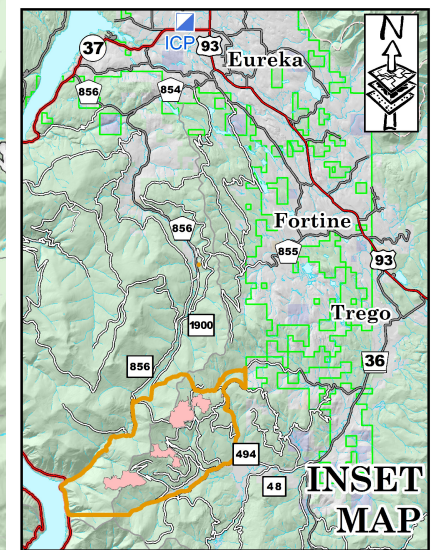 N
ICP
37
93
Eureka
856
854
Fortine
856
855
93
Trego
1900
36
856
494
48
INSET
MAP